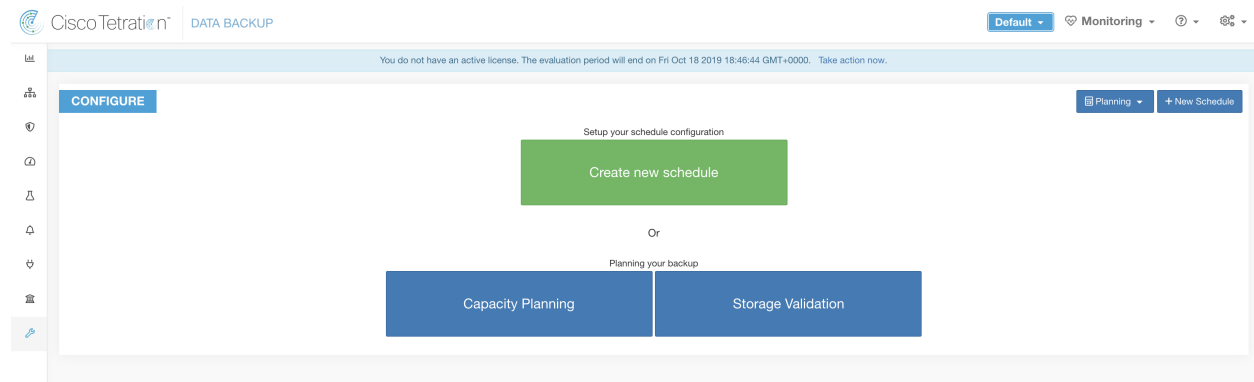 Cisco Tetration™ DATA BACKUP Default Monitoring
You do not have an active license. The evaluation period will end on Fri Oct 18 2019 18:46:44 GMT+0000. Take action now.
CONFIGURE Planning + New Schedule
Setup your schedule configuration
Create new schedule
Or
Planning your backup
Capacity Planning Storage Validation